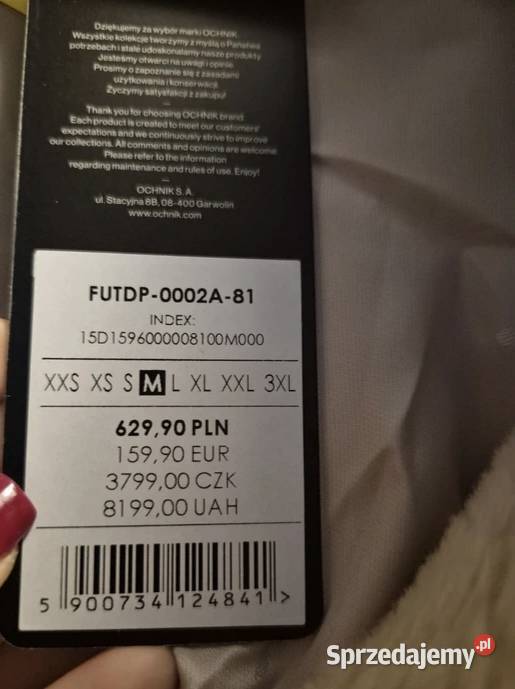 Dziękujemy za wybór marki OCHNIK.
Wszystkie kolekcje tworzymy z myślą o Państwa
potrzebach i stale udoskonalamy nasze produkty
Jesteśmy otwarci na uwagi i opinie.
Prosimy o zapoznanie się z zasadami
użytkowania i konserwacji.
Życzymy satysfakcji z zakupu!
Thank you for choosing OCHNIK brand.
Each product is created to meet our customers'
expectations and we continuously strive to improve
our collections. All comments and opinions are welcome.
Please refer to the information
regarding maintenance and rules of use. Enjoy!
OCHNIK S.A.
ul. Stacyjna 8B, 08-400 Garwolin
www.ochnik.com
FUTDP-0002A-81
INDEX:
15D1596000008100M000
XXS XS S M L XL XXL 3XL
629,90 PLN
159,90 EUR
3799,00 CZK
8199,00 UAH
5 900734 124841 >
Sprzedajemy.pl